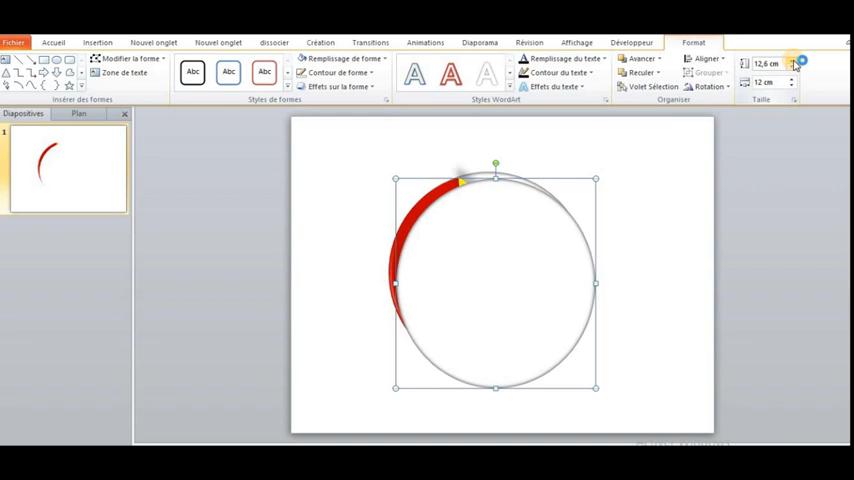 Fichier Accueil Insertion Nouvel onglet Nouvel onglet dissocier Création Transitions Animations Diaporama Révision Affichage Développeur Format
Modifier la forme
Zone de texte
Insérer des formes
Abc Abc Abc
Remplissage de forme
Contour de forme
Effets sur la forme
Styles de formes
A A A
Remplissage du texte
Contour du texte
Effets du texte
Styles WordArt
Avancer
Reculer
Volet Sélection
Aligner
Grouper
Rotation
Organiser
12,6 cm
12 cm
Taille
Diapositives Plan
1